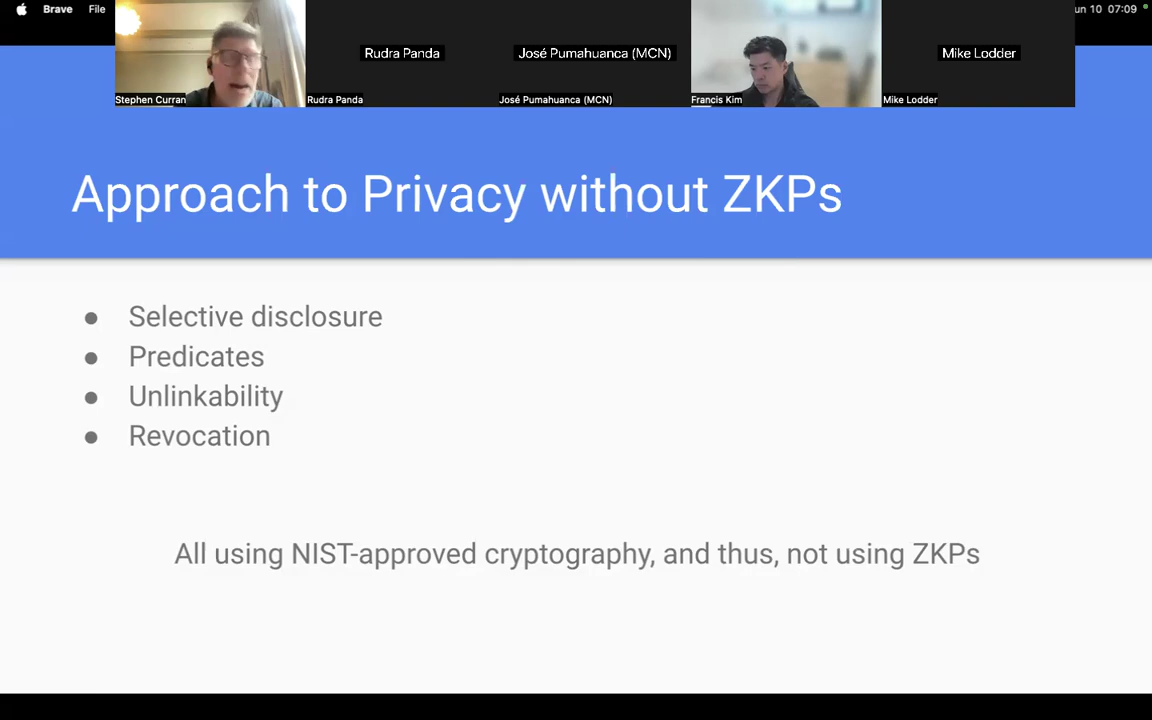 Brave File
un 10 07:09
Rudra Panda
José Pumahuanca (MCN)
Mike Lodder
Stephen Curran
Rudra Panda
José Pumahuanca (MCN)
Francis Kim
Mike Lodder
Approach to Privacy without ZKPs
● Selective disclosure
● Predicates
● Unlinkability
● Revocation
All using NIST-approved cryptography, and thus, not using ZKPs